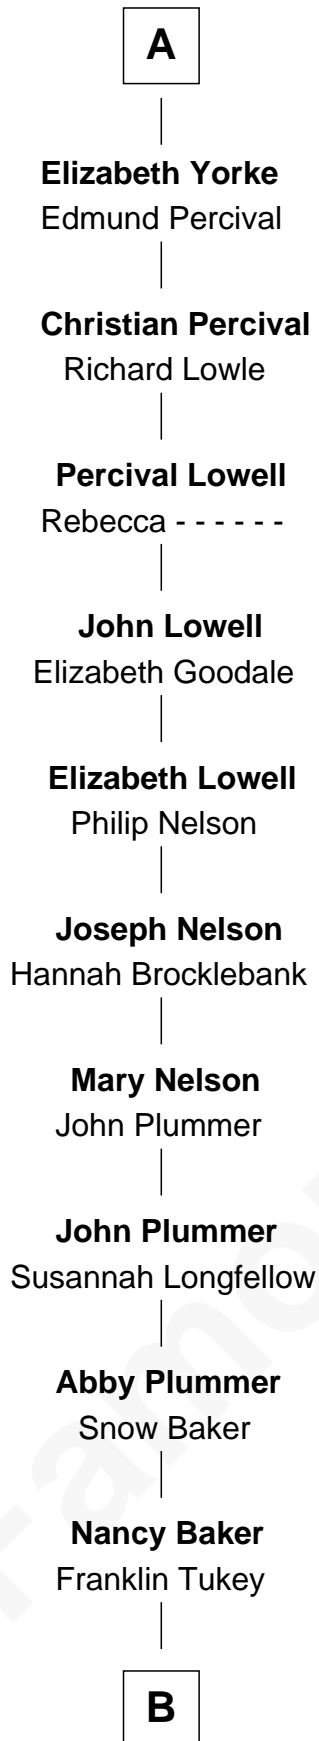 A
Elizabeth Yorke
Edmund Percival
Christian Percival
Richard Lowle
Percival Lowell
Rebecca - - - - - -
John Lowell
Elizabeth Goodale
Elizabeth Lowell
Philip Nelson
Joseph Nelson
Hannah Brocklebank
Mary Nelson
John Plummer
John Plummer
Susannah Longfellow
Abby Plummer
Snow Baker
Nancy Baker
Franklin Tukey
B